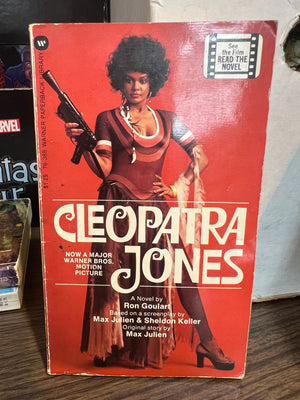 W
See
the Film
READ THE
NOVEL
$1.25 76-388 WARNER PAPERBACK LIBRARY
MARVEL
CLEOPATRA
JONES
NOW A MAJOR
WARNER BROS.
MOTION
PICTURE
A Novel by
Ron Goulart
Based on a screenplay by
Max Julien & Sheldon Keller
Original story by
Max Julien